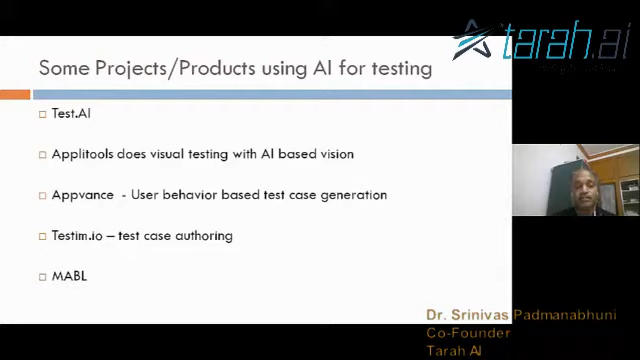 tarah.ai
Some Projects/Products using AI for testing
Test.AI
Applitools does visual testing with AI based vision
Appvance - User behavior based test case generation
Testim.io – test case authoring
MABL
Dr. Srinivas Padmanabhuni
Co-Founder
Tarah AI